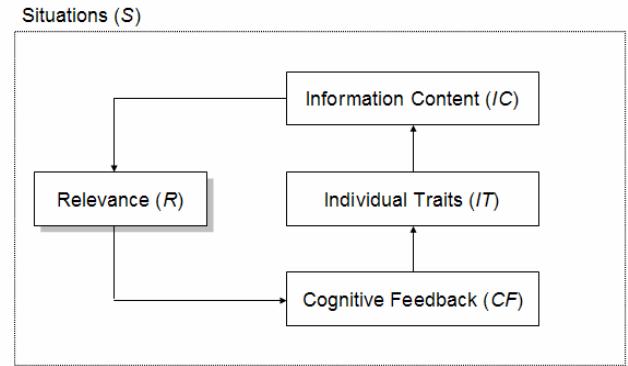 Situations (S)
Information Content (IC)
Relevance (R)
Individual Traits (IT)
Cognitive Feedback (CF)